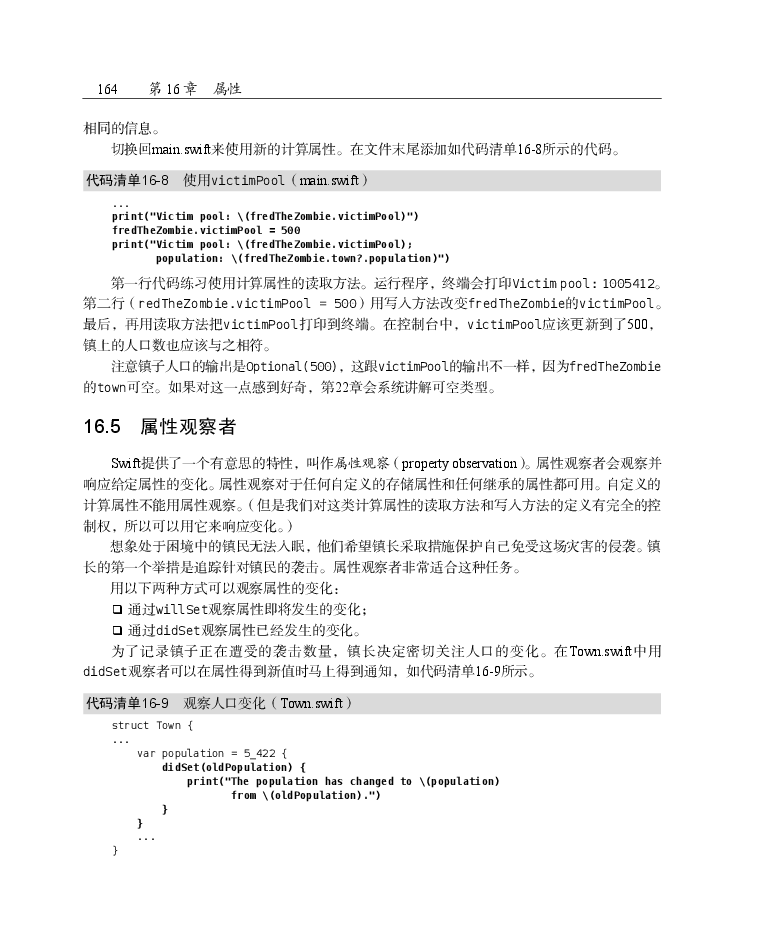 164 第 16 章 属性
相同的信息。
切换回main.swift来使用新的计算属性。在文件末尾添加如代码清单16-8所示的代码。
代码清单16-8 使用victimPool（main.swift）
...
print("Victim pool: \(fredTheZombie.victimPool)")
fredTheZombie.victimPool = 500
print("Victim pool: \(fredTheZombie.victimPool);
population: \(fredTheZombie.town?.population)")
第一行代码练习使用计算属性的读取方法。运行程序，终端会打印Victim pool: 1005412。
第二行（redTheZombie.victimPool = 500）用写入方法改变fredTheZombie的victimPool。
最后，再用读取方法把victimPool打印到终端。在控制台中，victimPool应该更新到了500，
镇上的人口数也应该与之相符。
注意镇子人口的输出是Optional(500)，这跟victimPool的输出不一样，因为fredTheZombie
的town可空。如果对这一点感到好奇，第22章会系统讲解可空类型。
16.5 属性观察者
Swift提供了一个有意思的特性，叫作属性观察（property observation）。属性观察者会观察并
响应给定属性的变化。属性观察对于任何自定义的存储属性和任何继承的属性都可用。自定义的
计算属性不能用属性观察。（但是我们对这类计算属性的读取方法和写入方法的定义有完全的控
制权，所以可以用它来响应变化。）
想象处于困境中的镇民无法入眠，他们希望镇长采取措施保护自己免受这场灾害的侵袭。镇
长的第一个举措是追踪针对镇民的袭击。属性观察者非常适合这种任务。
用以下两种方式可以观察属性的变化：
❑ 通过willSet观察属性即将发生的变化；
❑ 通过didSet观察属性已经发生的变化。
为了记录镇子正在遭受的袭击数量，镇长决定密切关注人口的变化。在Town.swift中用
didSet观察者可以在属性得到新值时马上得到通知，如代码清单16-9所示。
代码清单16-9 观察人口变化（Town.swift）
struct Town {
...
var population = 5_422 {
didSet(oldPopulation) {
print("The population has changed to \(population)
from \(oldPopulation).")
}
}
...
}